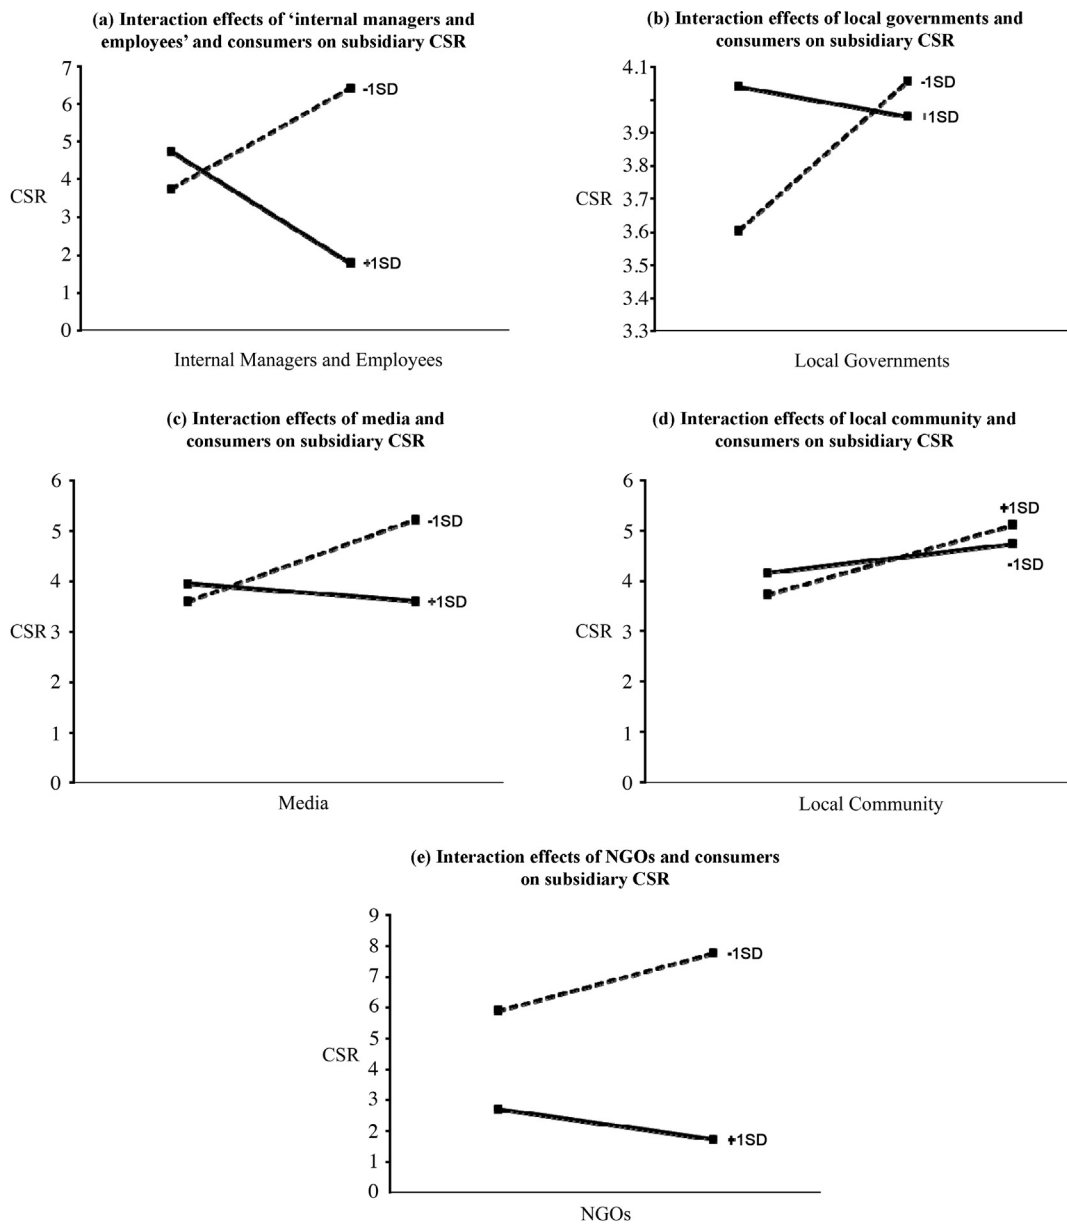 (a) Interaction effects of ‘internal managers and
employees’ and consumers on subsidiary CSR
7
6
5
4
3
2
1
0
CSR
-1SD
+1SD
Internal Managers and Employees
(b) Interaction effects of local governments and
consumers on subsidiary CSR
4.1
3.9
3.8
3.7
3.6
3.5
3.4
3.3
CSR
-1SD
1SD
Local Governments
(c) Interaction effects of media and
consumers on subsidiary CSR
6
5
4
3
2
1
0
CSR
-1SD
+1SD
Media
(d) Interaction effects of local community and
consumers on subsidiary CSR
6
5
4
3
2
1
0
CSR
+1SD
-1SD
Local Community
(e) Interaction effects of NGOs and consumers
on subsidiary CSR
9
8
7
6
5
4
3
2
1
0
CSR
-1SD
+1SD
NGOs